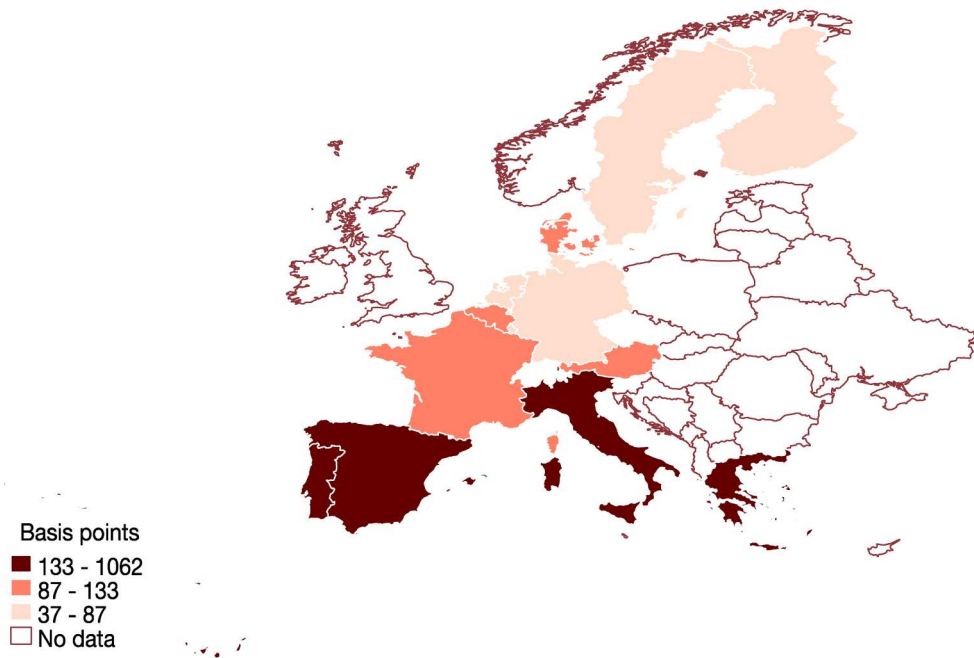 Basis points
133 - 1062
87 - 133
37 - 87
No data